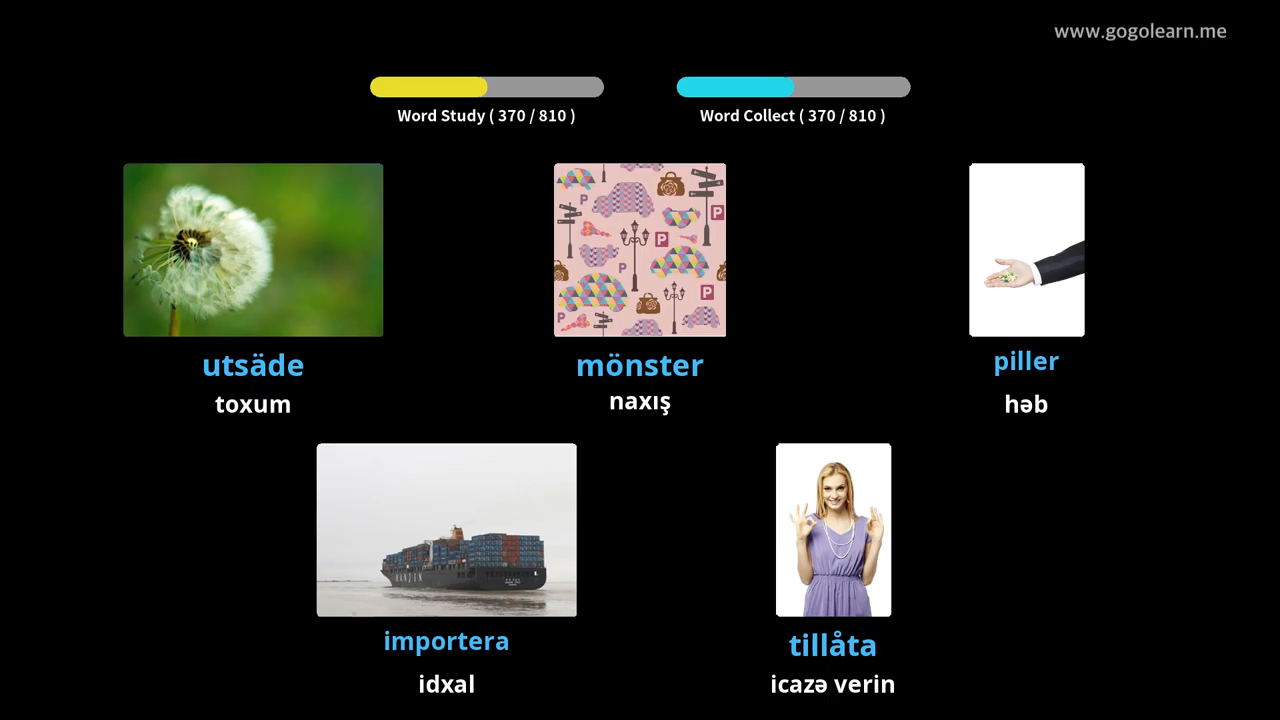 www.gogolearn.me
Word Study ( 370 / 810 )
Word Collect ( 370 / 810 )
P
P
P
P
P
P
utsäde
mönster
piller
toxum
naxış
həb
HANJIN
importera
tillåta
idxal
icazə verin